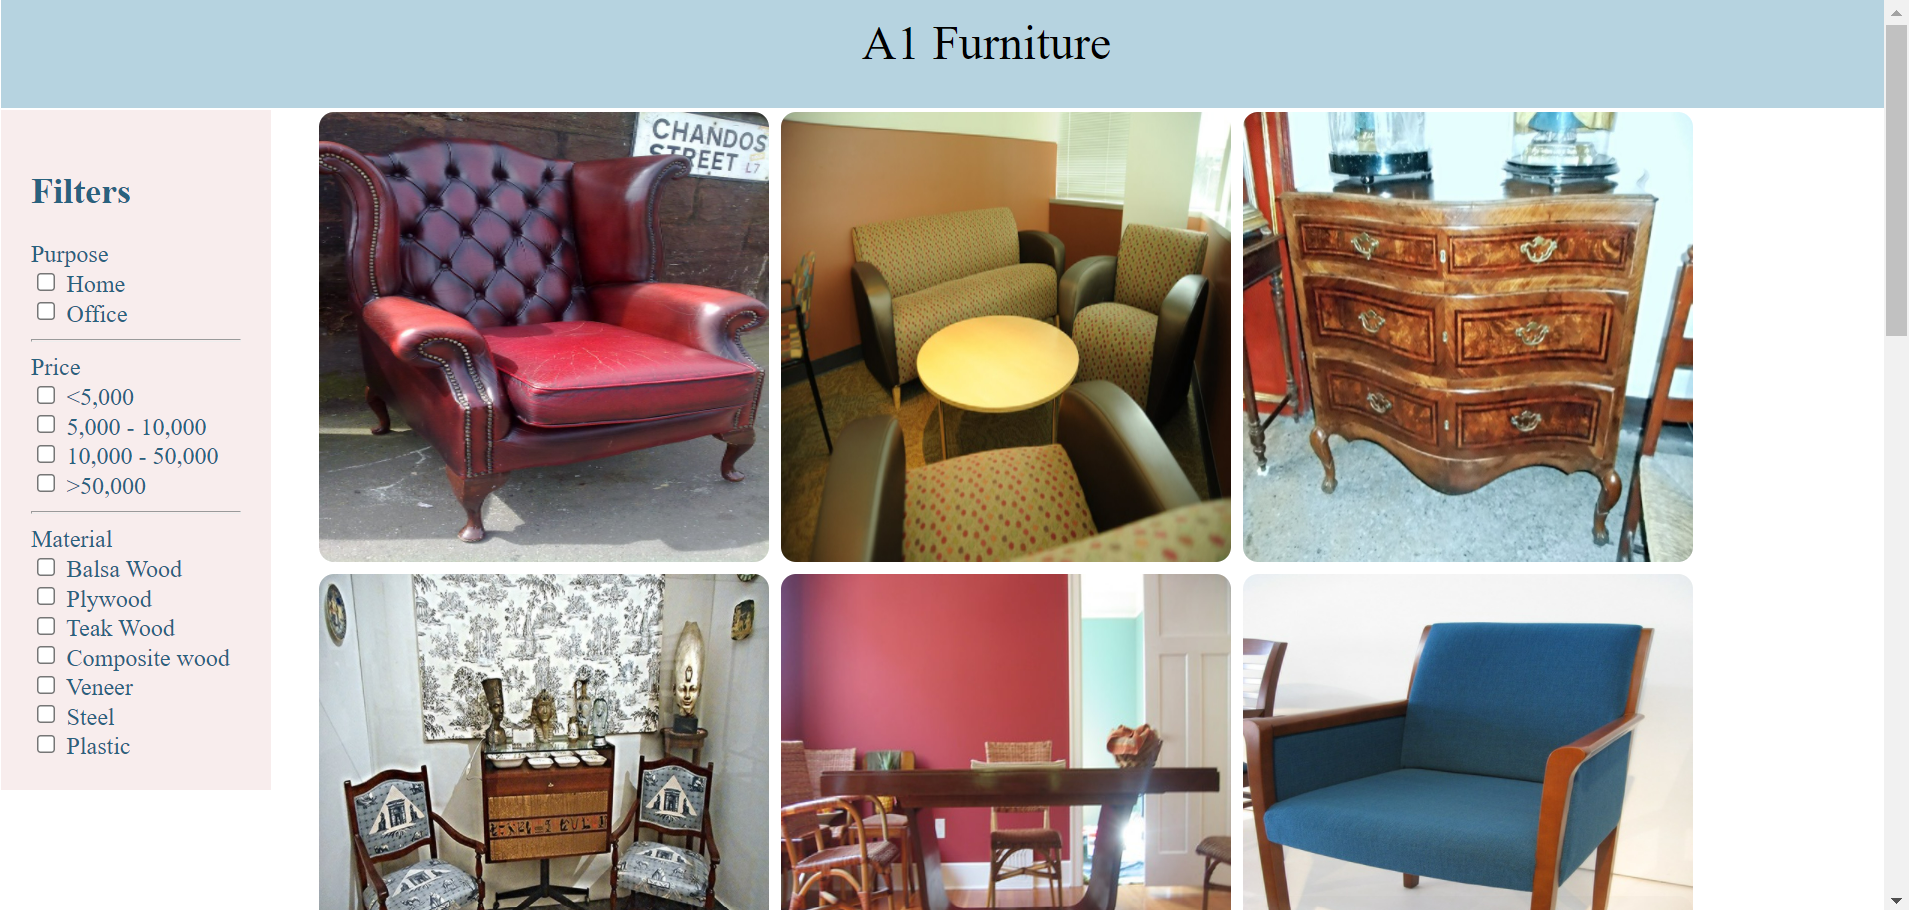 A1 Furniture
Filters
Purpose
Home
Office
Price
<5,000
5,000 - 10,000
10,000 - 50,000
>50,000
Material
Balsa Wood
Plywood
Teak Wood
Composite wood
Veneer
Steel
Plastic
CHANDOS
STREET L7